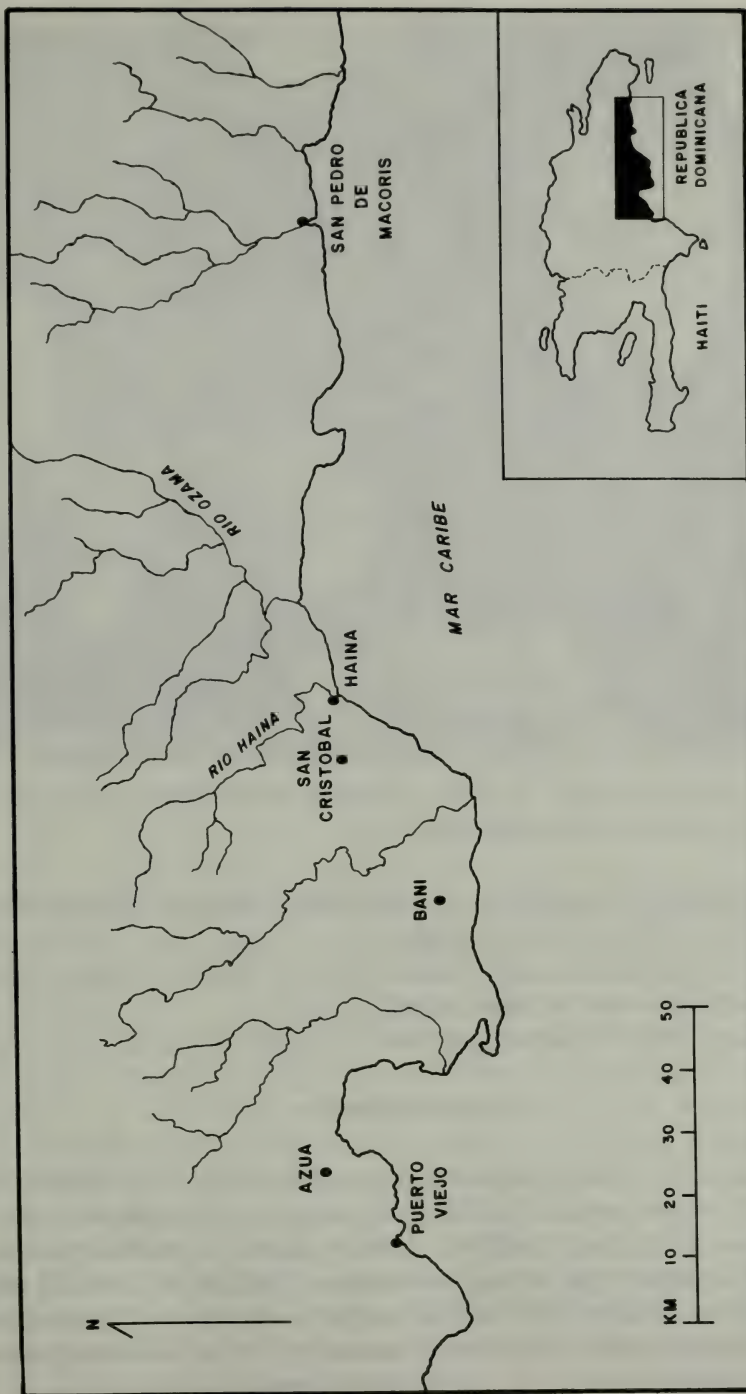 N
RIO OZAMA
RIO HAINA
SAN PEDRO
DE
MACORIS
HAINA
SAN
CRISTOBAL
BANI
AZUA
PUERTO
VIEJO
MAR CARIBE
KM 10 20 30 40 50
REPUBLICA
DOMINICANA
HAITI